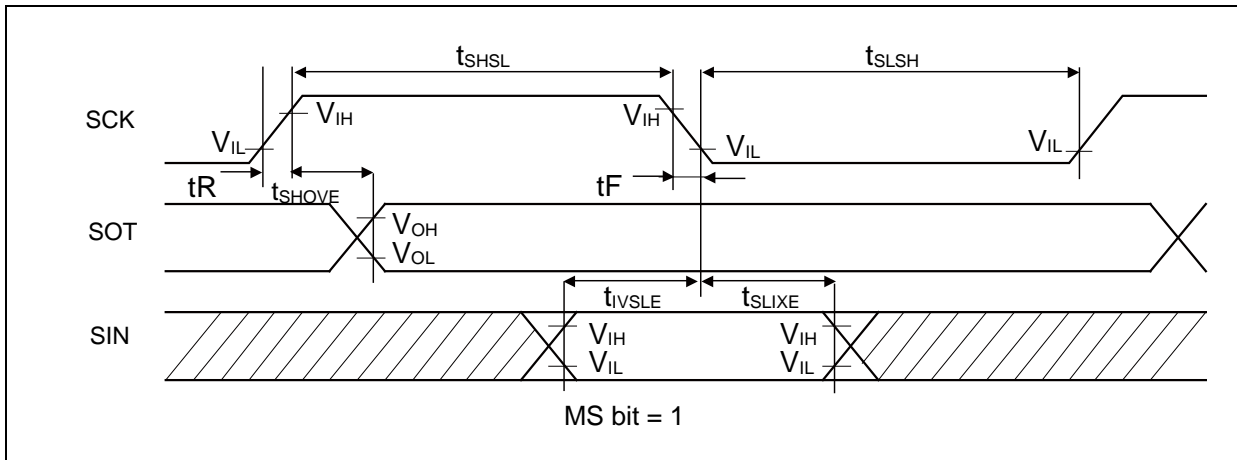 tSHSL tSLSH
SCK VIH VIH
VIL VIL VIL
tR tSHOVE tF
SOT VOH
VOL
tIVSLE tSLIXE
SIN VIH VIH
VIL VIL
MS bit = 1